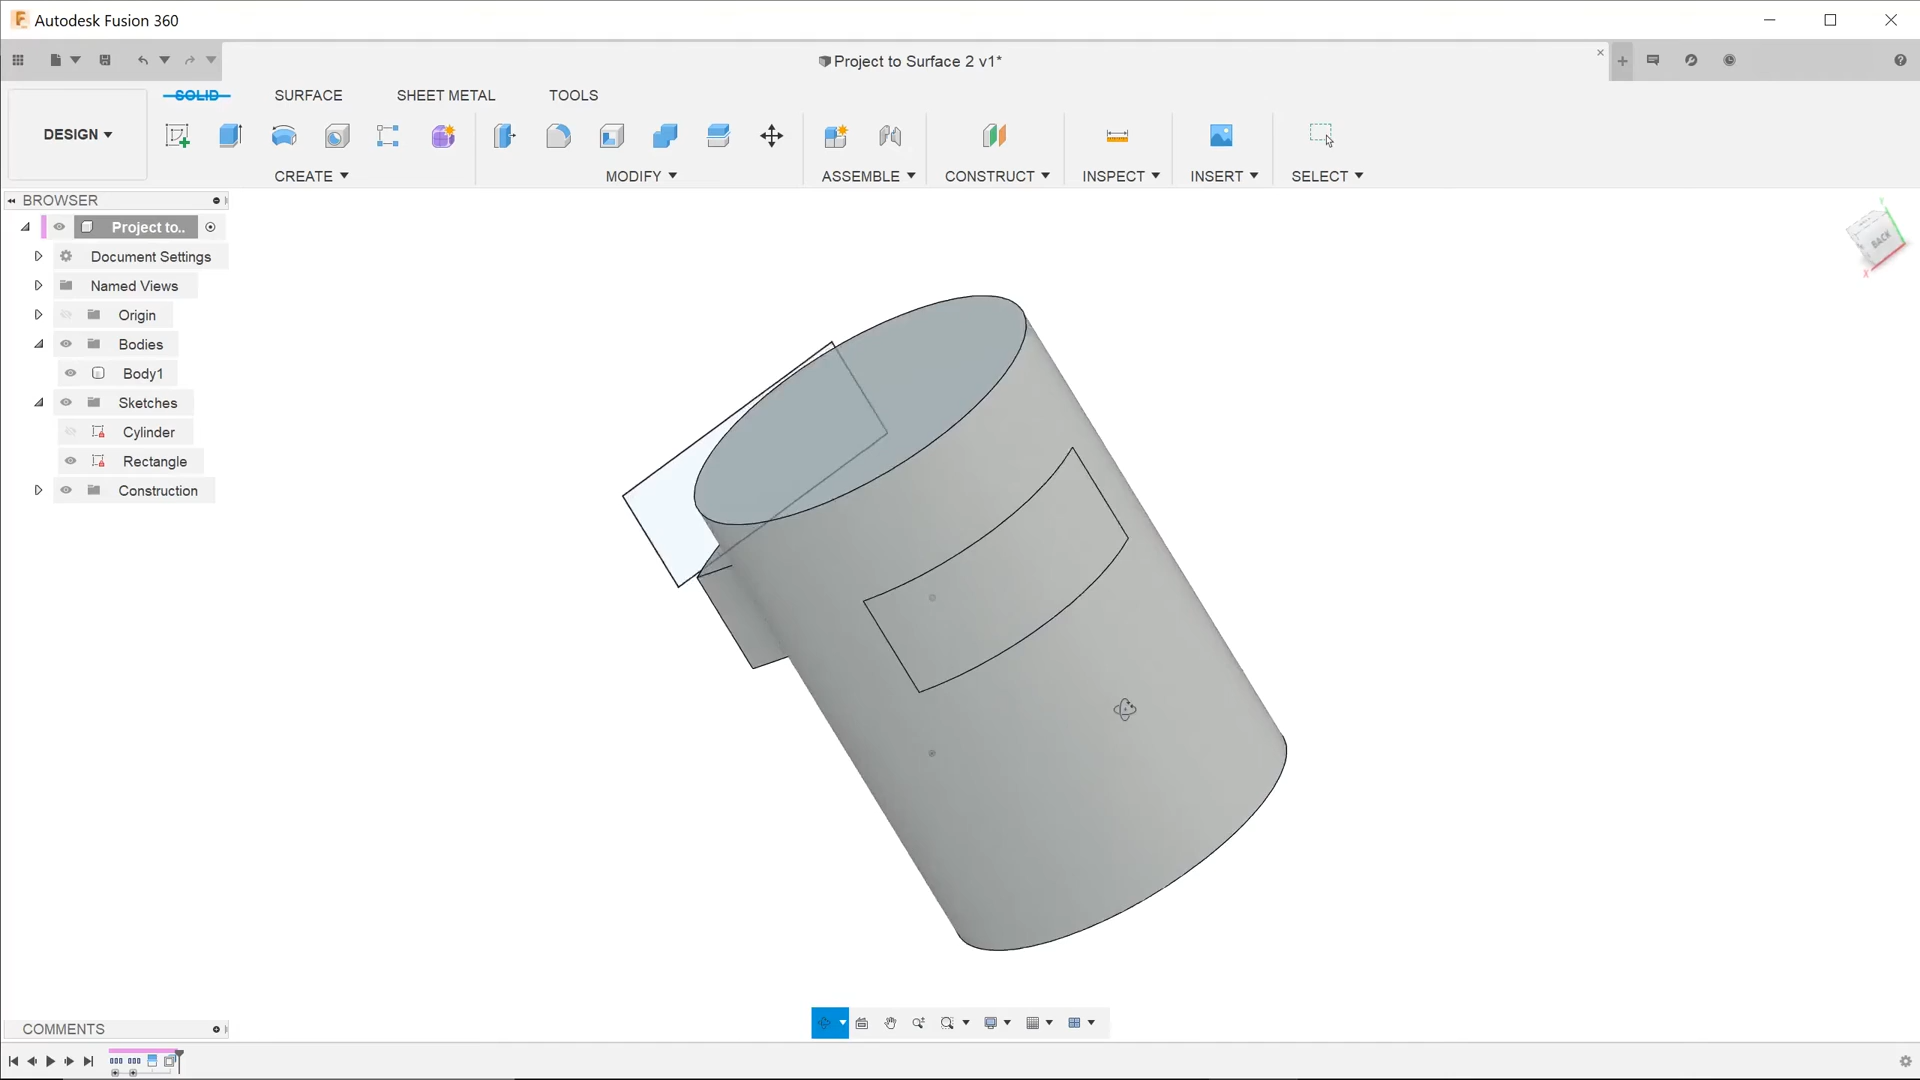 Autodesk Fusion 360
Project to Surface 2 v1*
SOLID SURFACE SHEET METAL TOOLS
DESIGN
CREATE MODIFY ASSEMBLE CONSTRUCT INSPECT INSERT SELECT
BROWSER
Project to..
Document Settings
Named Views
Origin
Bodies
Body1
Sketches
Cylinder
Rectangle
Construction
Y
BACK
X
COMMENTS